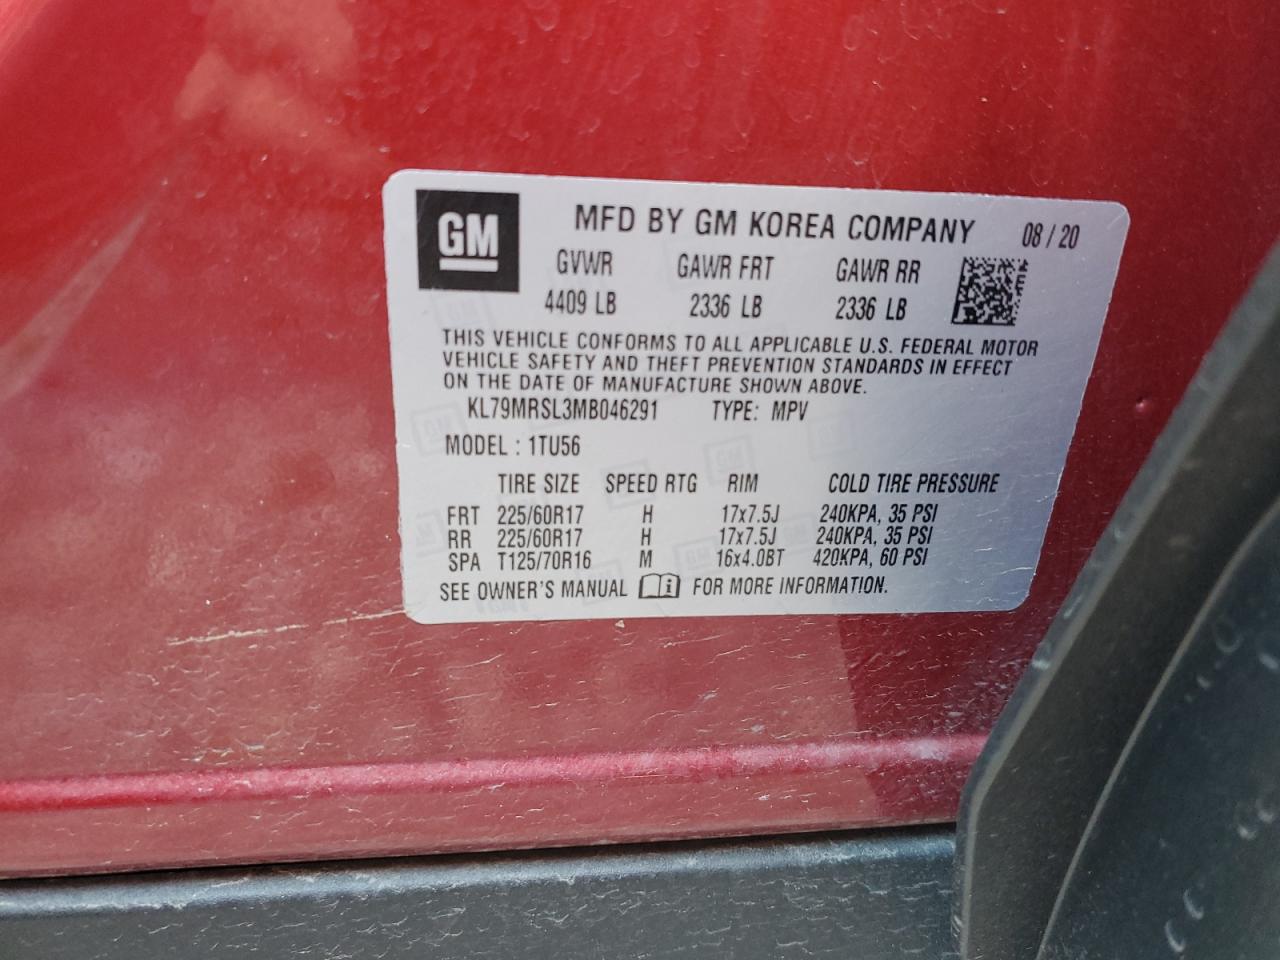 GM
MFD BY GM KOREA COMPANY 08 / 20
GVWR GAWR FRT GAWR RR
4409 LB 2336 LB 2336 LB
THIS VEHICLE CONFORMS TO ALL APPLICABLE U.S. FEDERAL MOTOR
VEHICLE SAFETY AND THEFT PREVENTION STANDARDS IN EFFECT
ON THE DATE OF MANUFACTURE SHOWN ABOVE.
KL79MRSL3MB046291 TYPE: MPV
MODEL : 1TU56
TIRE SIZE SPEED RTG RIM COLD TIRE PRESSURE
FRT 225/60R17 H 17x7.5J 240KPA, 35 PSI
RR 225/60R17 H 17x7.5J 240KPA, 35 PSI
SPA T125/70R16 M 16x4.0BT 420KPA, 60 PSI
SEE OWNER'S MANUAL i FOR MORE INFORMATION.